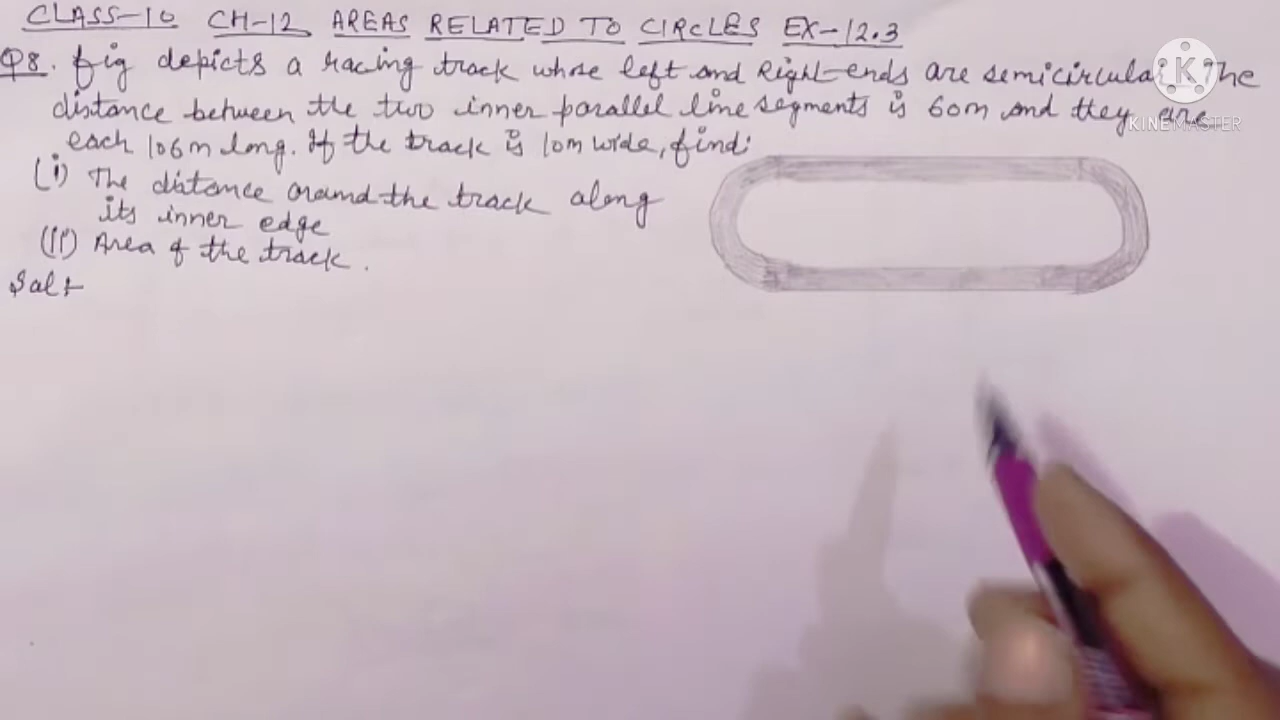 CLASS-10 CH-12 AREAS RELATED TO CIRCLES EX-12.3
Q8. fig depicts a racing track whose left and Right-ends are semicircular. The
distance between the two inner parallel line segments is 60m and they are
each 106m long. If the track is 10m wide, find:
(i) The distance around the track along
its inner edge
(ii) Area of the track.
Sol+
K
KINEMASTER